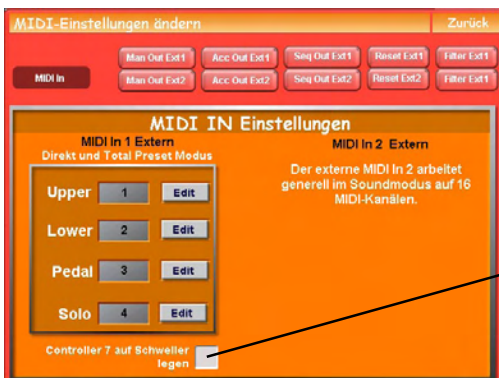 MIDI-Einstellungen ändern Zurück
Man Out Ext1 Acc Out Ext1 Seq Out Ext1 Reset Ext1 Filter Ext1
MIDI In Man Out Ext2 Acc Out Ext2 Seq Out Ext2 Reset Ext2 Filter Ext1
MIDI IN Einstellungen
MIDI In 1 Extern
Direkt und Total Preset Modus
Upper 1 Edit
Lower 2 Edit
Pedal 3 Edit
Solo 4 Edit
Controller 7 auf Schweller
legen
MIDI In 2 Extern
Der externe MIDI In 2 arbeitet
generell im Soundmodus auf 16
MIDI-Kanälen.